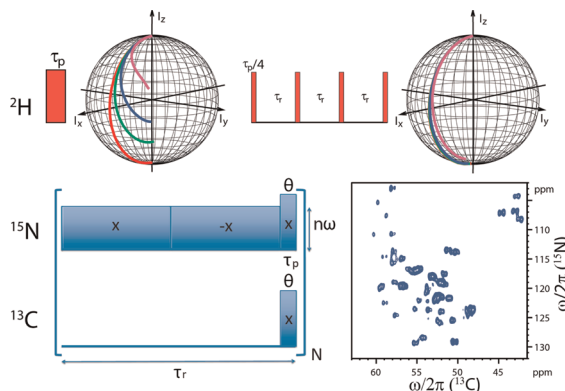 τp
Iz
Ix
Iy
²H
τp/4
τr
τr
τr
Iz
Ix
Iy
¹⁵N
x
-x
θ
x
nω
τp
θ
¹³C
x
N
τr
ppm
105
110
115
120
125
130
ω/2π (¹⁵N)
60
55
50
45
ppm
ω/2π (¹³C)